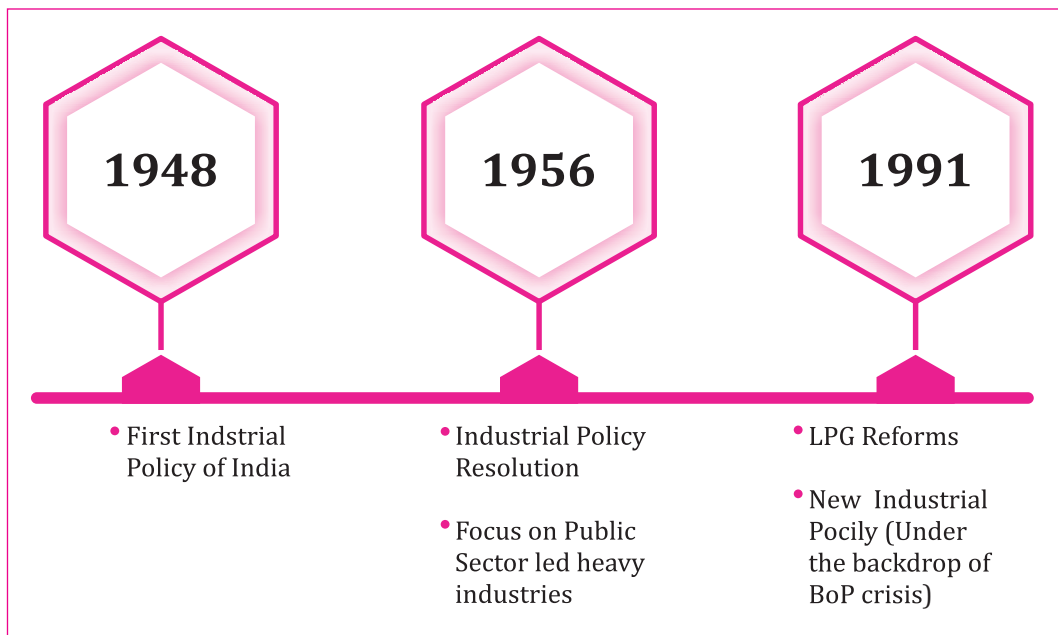 1948
1956
1991
• First Indstrial
Policy of India
• Industrial Policy
Resolution
• Focus on Public
Sector led heavy
industries
• LPG Reforms
• New Industrial
Pocily (Under
the backdrop of
BoP crisis)